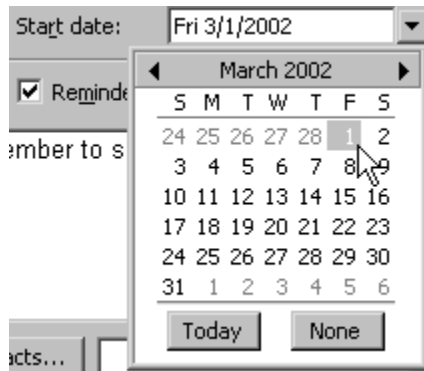 Start date: Fri 3/1/2002
March 2002
Reminde
S M T W T F S
24 25 26 27 28 1 2
ember to s
3 4 5 6 7 8 9
10 11 12 13 14 15 16
17 18 19 20 21 22 23
24 25 26 27 28 29 30
31 1 2 3 4 5 6
Today None
acts...